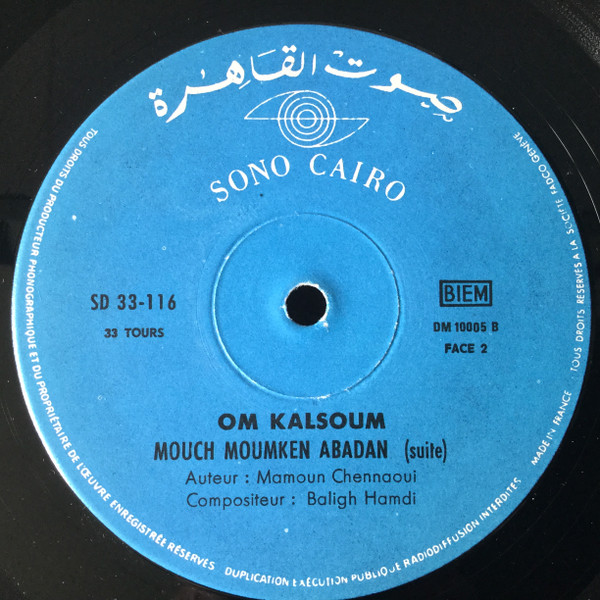 صوت القاهرة
SONO CAIRO
SD 33-116
33 TOURS
BIEM
DM 10005 B
FACE 2
OM KALSOUM
MOUCH MOUMKEN ABADAN (suite)
Auteur : Mamoun Chennaoui
Compositeur : Baligh Hamdi
TOUS DROITS DU PRODUCTEUR PHONOGRAPHIQUE ET DU PROPRIÉTAIRE DE L'ŒUVRE ENREGISTRÉE RÉSERVÉS
DUPLICATION EXÉCUTION PUBLIQUE RADIODIFFUSION INTERDITES
MADE IN FRANCE TOUS DROITS RÉSERVES A LA SOCIÉTÉ FADCO GENÈVE